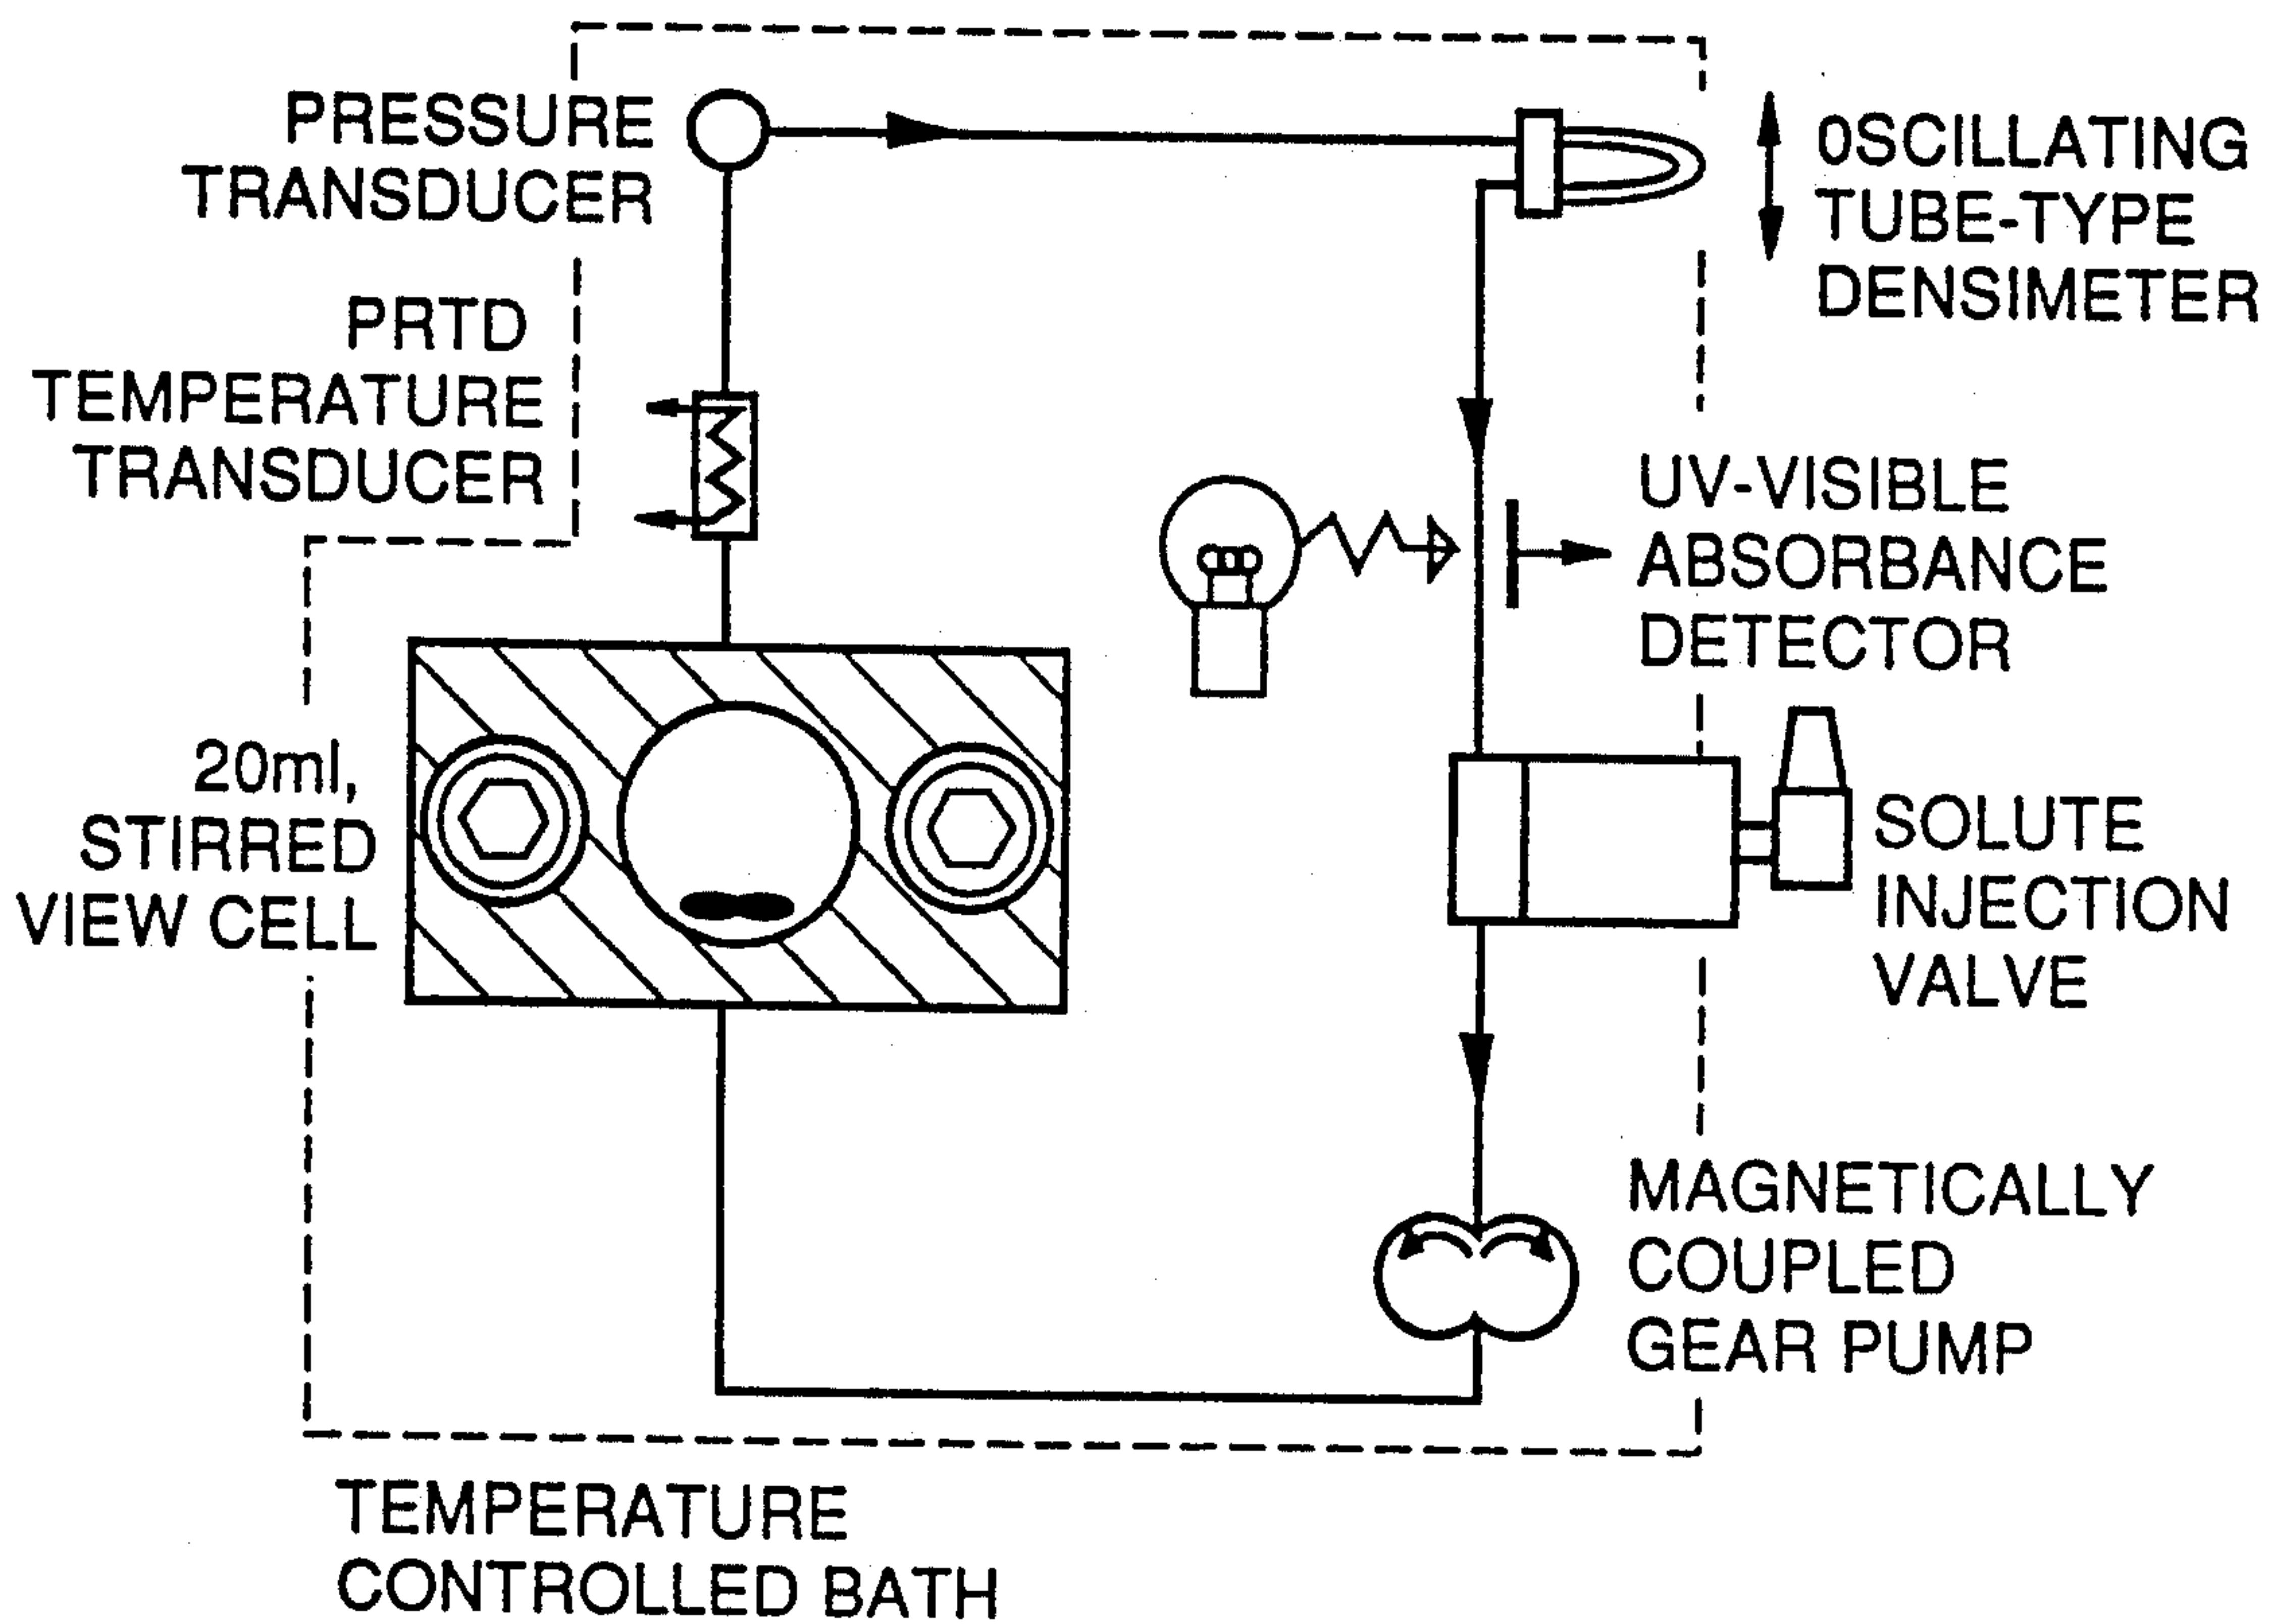 PRESSURE
TRANSDUCER
OSCILLATING
TUBE-TYPE
DENSIMETER
PRTD
TEMPERATURE
TRANSDUCER
UV-VISIBLE
ABSORBANCE
DETECTOR
20ml,
STIRRED
VIEW CELL
SOLUTE
INJECTION
VALVE
MAGNETICALLY
COUPLED
GEAR PUMP
TEMPERATURE
CONTROLLED BATH